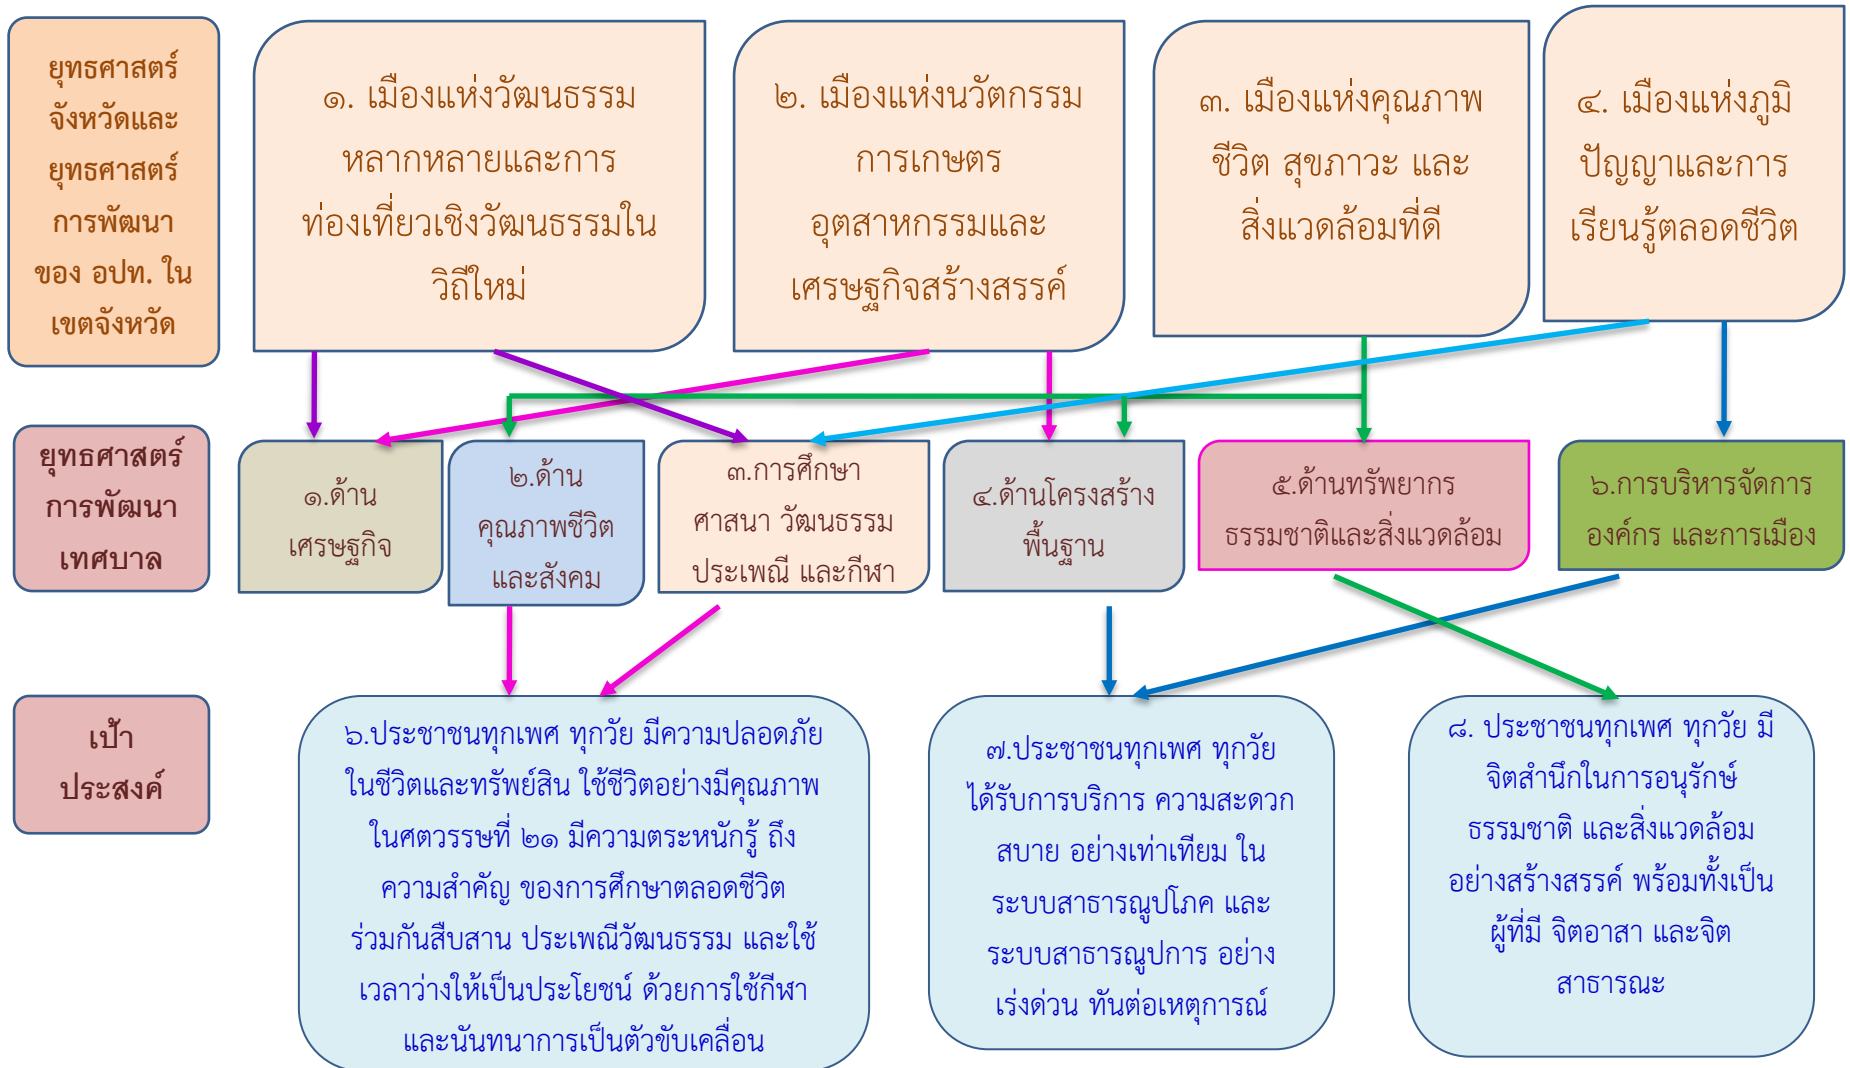 ยุทธศาสตร์
จังหวัดและ
ยุทธศาสตร์
การพัฒนา
ของ อปท. ใน
เขตจังหวัด
๑. เมืองแห่งวัฒนธรรม
หลากหลายและการ
ท่องเที่ยวเชิงวัฒนธรรมใน
วิถีใหม่
๒. เมืองแห่งนวัตกรรม
การเกษตร
อุตสาหกรรมและ
เศรษฐกิจสร้างสรรค์
๓. เมืองแห่งคุณภาพ
ชีวิต สุขภาวะ และ
สิ่งแวดล้อมที่ดี
๔. เมืองแห่งภูมิ
ปัญญาและการ
เรียนรู้ตลอดชีวิต
ยุทธศาสตร์
การพัฒนา
เทศบาล
๑.ด้าน
เศรษฐกิจ
๒.ด้าน
คุณภาพชีวิต
และสังคม
๓.การศึกษา
ศาสนา วัฒนธรรม
ประเพณี และกีฬา
๔.ด้านโครงสร้าง
พื้นฐาน
๕.ด้านทรัพยากร
ธรรมชาติและสิ่งแวดล้อม
๖.การบริหารจัดการ
องค์กร และการเมือง
เป้า
ประสงค์
๖.ประชาชนทุกเพศ ทุกวัย มีความปลอดภัย
ในชีวิตและทรัพย์สิน ใช้ชีวิตอย่างมีคุณภาพ
ในศตวรรษที่ ๒๑ มีความตระหนักรู้ ถึง
ความสำคัญ ของการศึกษาตลอดชีวิต
ร่วมกันสืบสาน ประเพณีวัฒนธรรม และใช้
เวลาว่างให้เป็นประโยชน์ ด้วยการใช้กีฬา
และนันทนาการเป็นตัวขับเคลื่อน
๗.ประชาชนทุกเพศ ทุกวัย
ได้รับการบริการ ความสะดวก
สบาย อย่างเท่าเทียม ใน
ระบบสาธารณูปโภค และ
ระบบสาธารณูปการ อย่าง
เร่งด่วน ทันต่อเหตุการณ์
๘. ประชาชนทุกเพศ ทุกวัย มี
จิตสำนึกในการอนุรักษ์
ธรรมชาติ และสิ่งแวดล้อม
อย่างสร้างสรรค์ พร้อมทั้งเป็น
ผู้ที่มี จิตอาสา และจิต
สาธารณะ